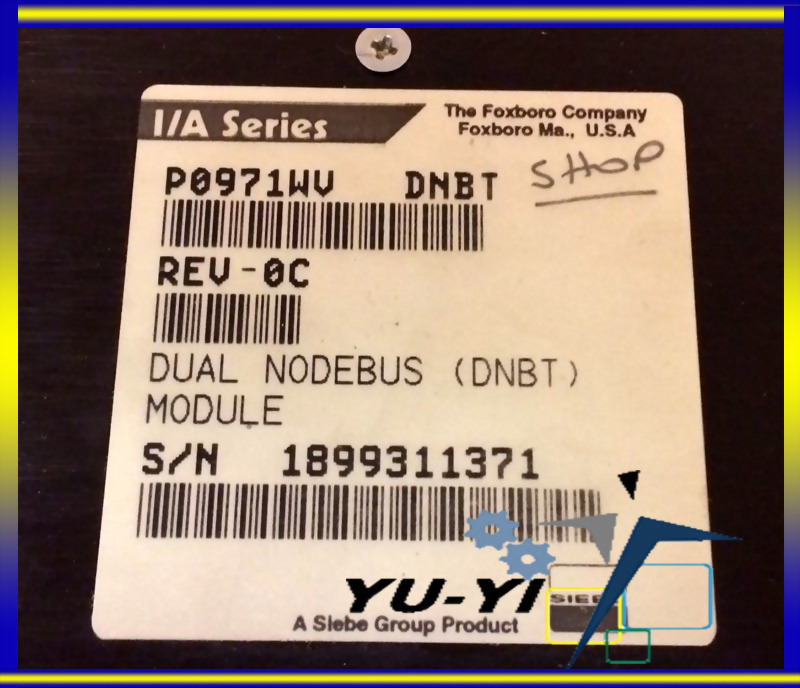 I/A Series
The Foxboro Company
Foxboro Ma., U.S.A
SHOP
P0971WV DNBT
REV-0C
DUAL NODEBUS (DNBT)
MODULE
S/N 1899311371
YU-YI
A Siebe Group Product